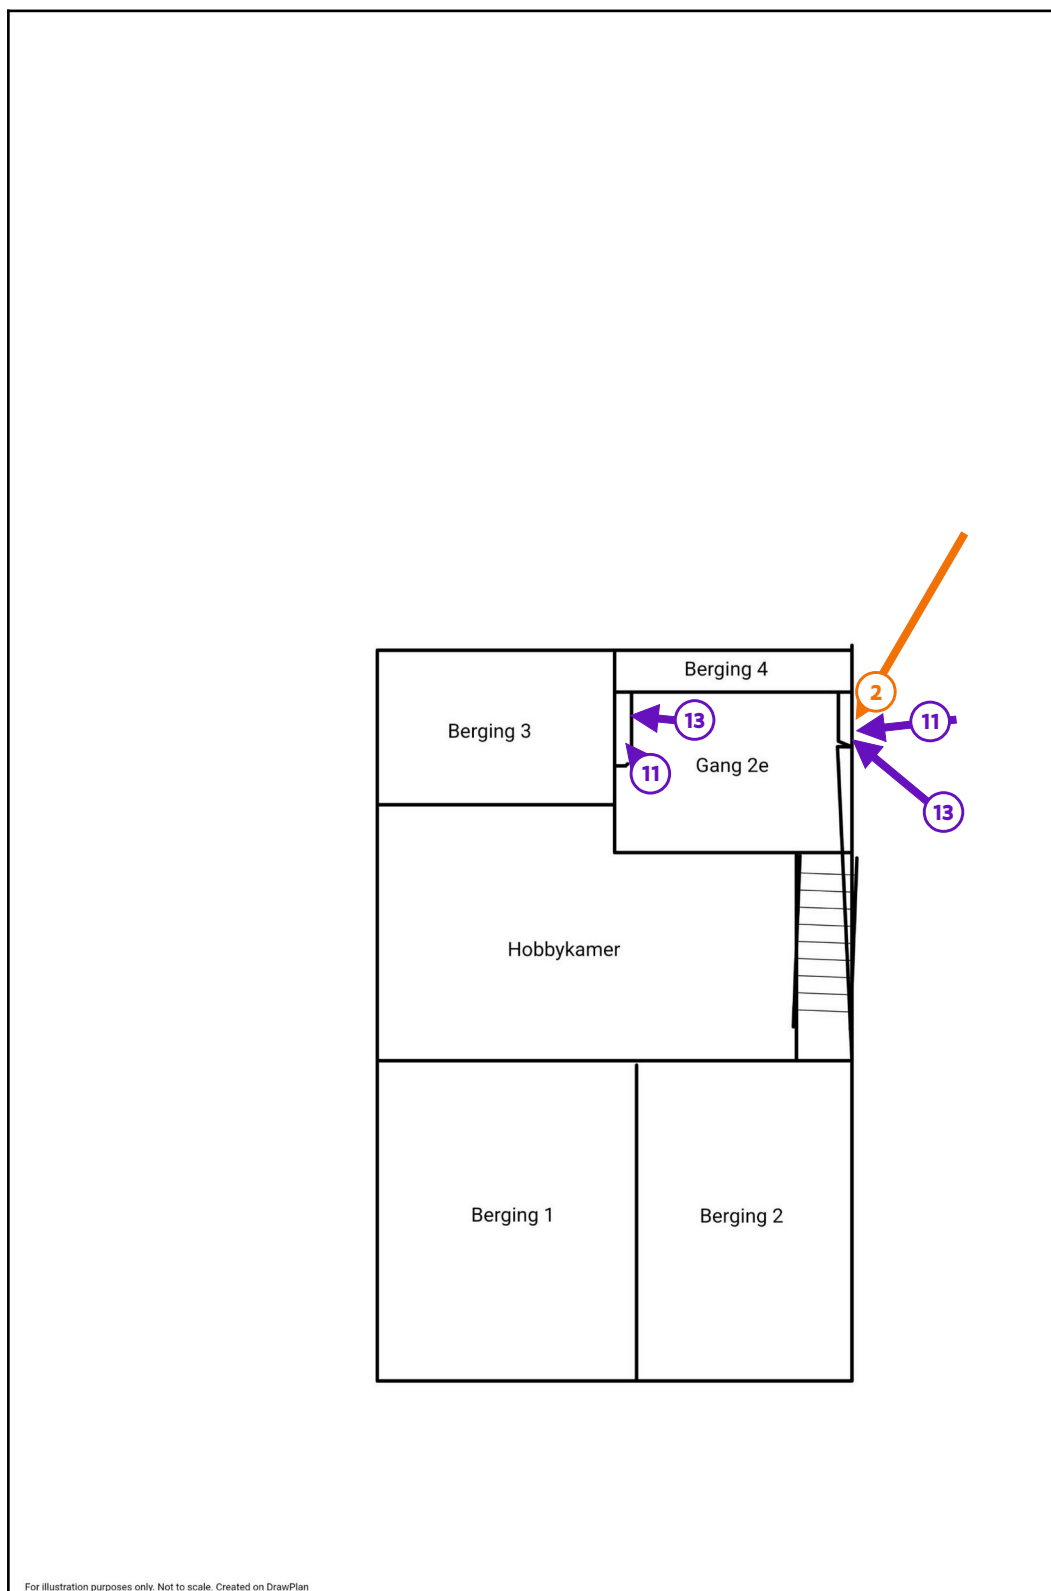 Berging 4
2
13
11
Berging 3
11
Gang 2e
13
Hobbykamer
Berging 1
Berging 2
For illustration purposes only. Not to scale. Created on DrawPlan